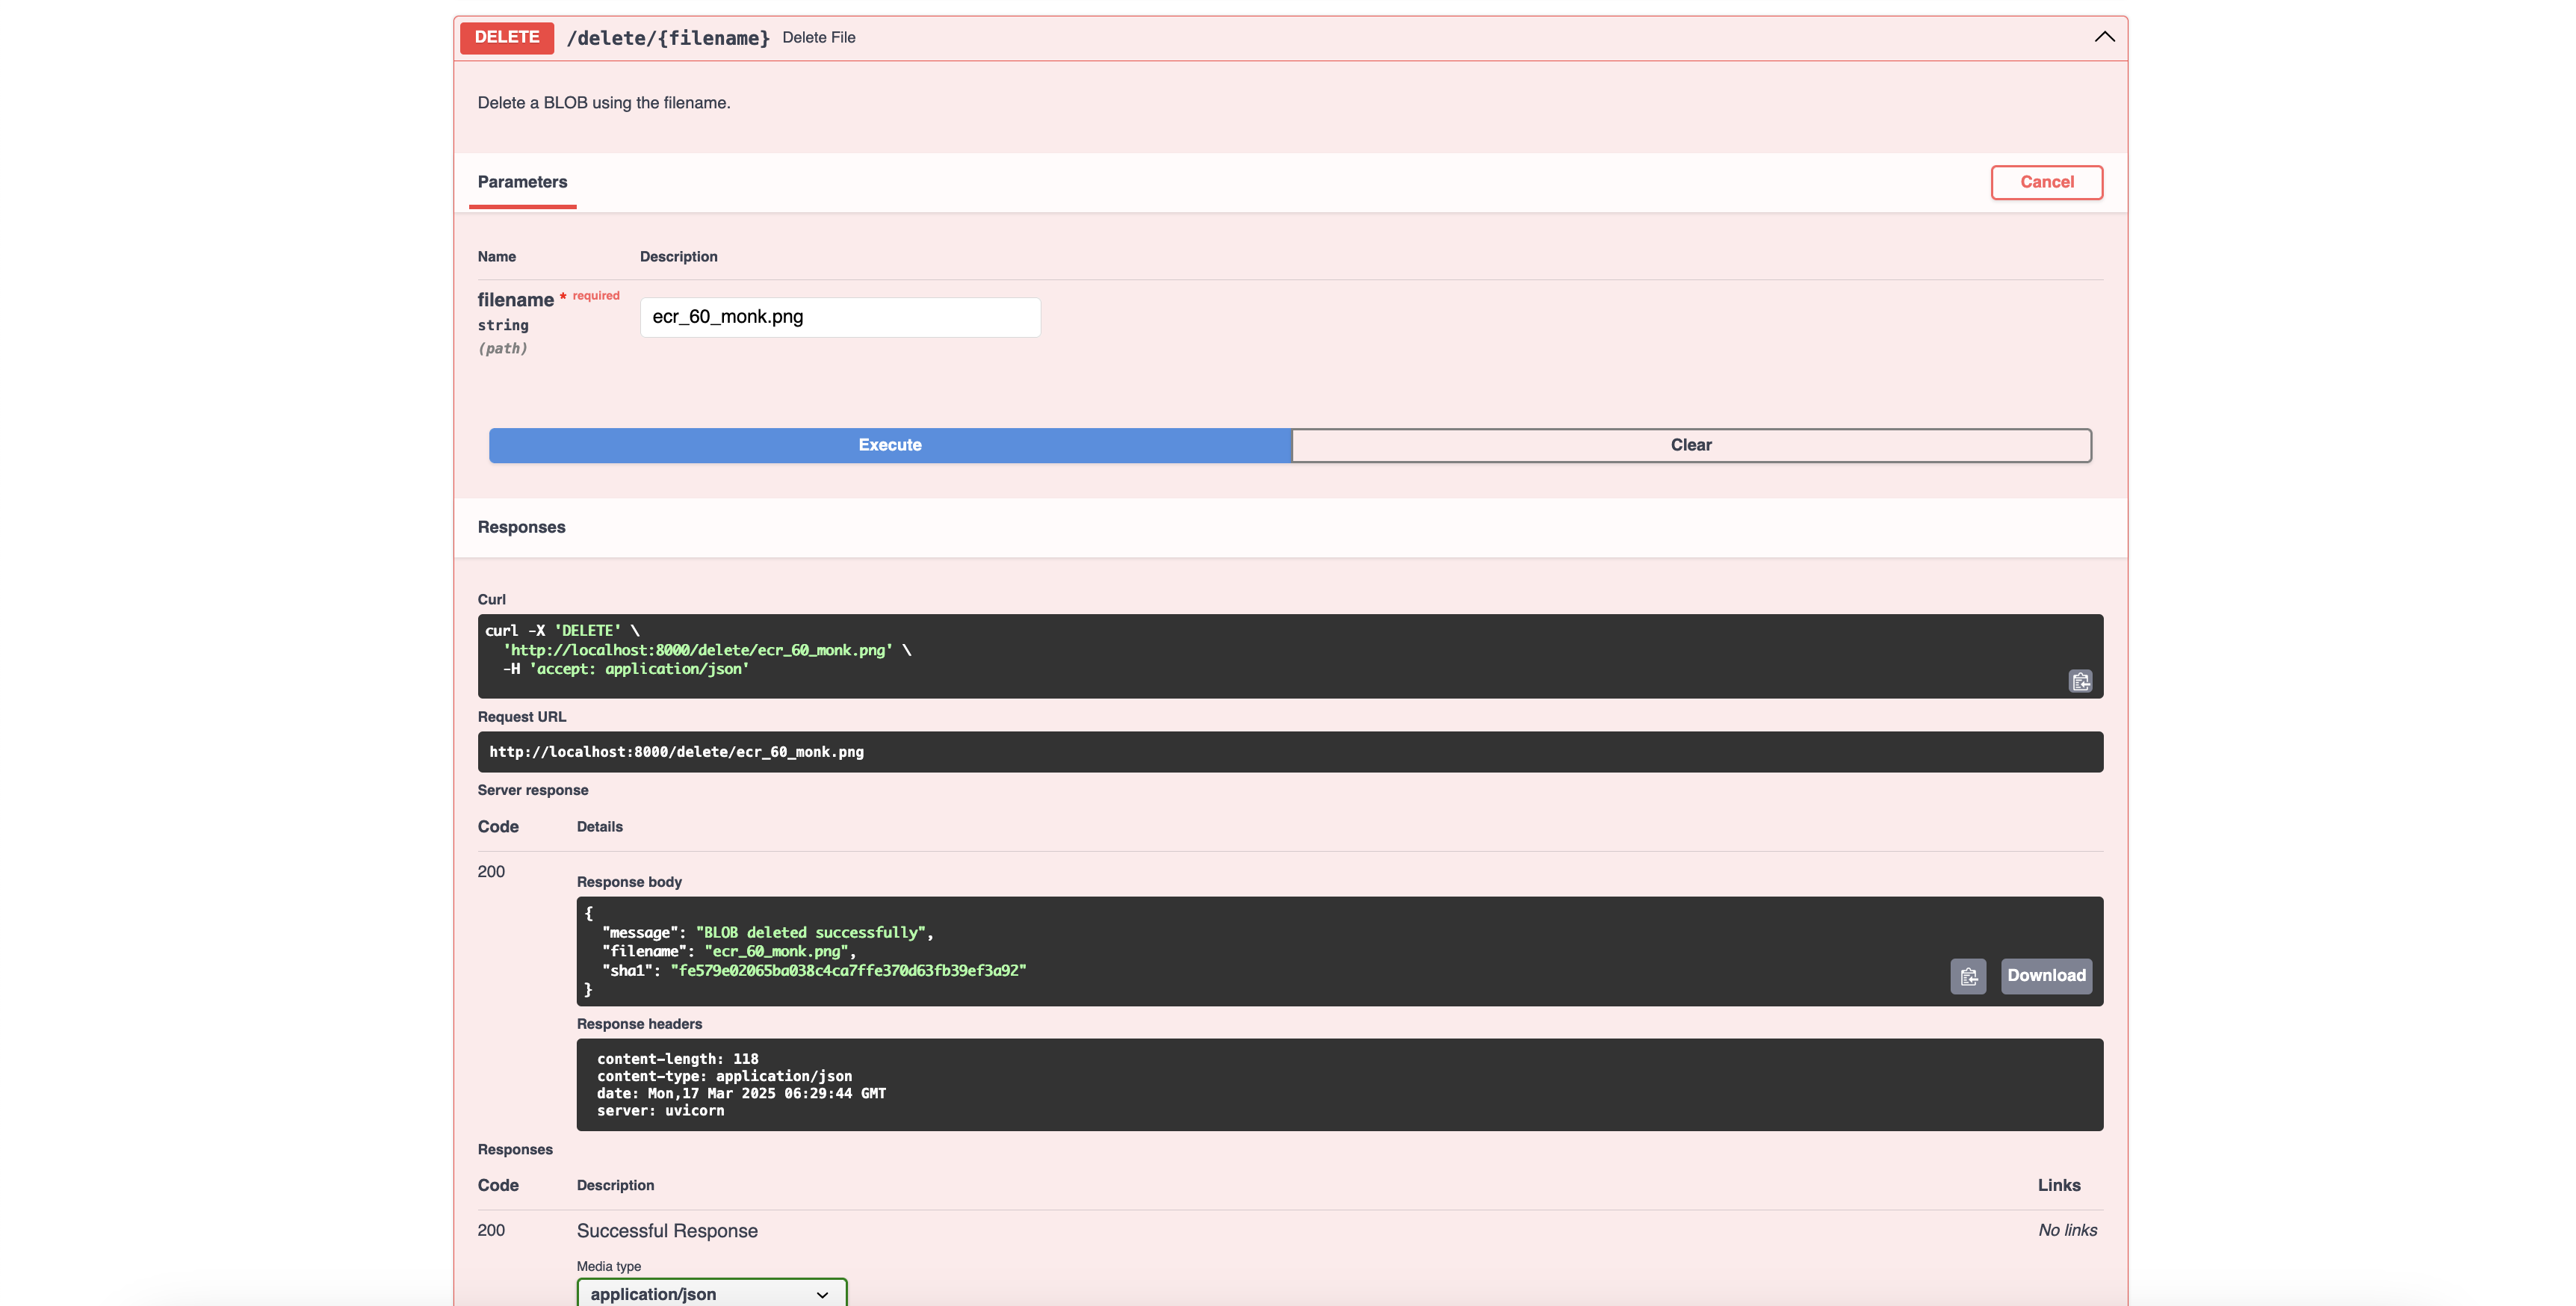 DELETE /delete/{filename} Delete File
Delete a BLOB using the filename.
Parameters Cancel
Name Description
filename * required
string
(path)
ecr_60_monk.png
Execute Clear
Responses
Curl
curl -X 'DELETE' \
'http://localhost:8000/delete/ecr_60_monk.png' \
-H 'accept: application/json'
Request URL
http://localhost:8000/delete/ecr_60_monk.png
Server response
Code Details
200
Response body
{
"message": "BLOB deleted successfully",
"filename": "ecr_60_monk.png",
"sha1": "fe579e02065ba038c4ca7ffe370d63fb39ef3a92"
}
Download
Response headers
content-length: 118
content-type: application/json
date: Mon,17 Mar 2025 06:29:44 GMT
server: uvicorn
Responses
Code Description Links
200 Successful Response No links
Media type
application/json